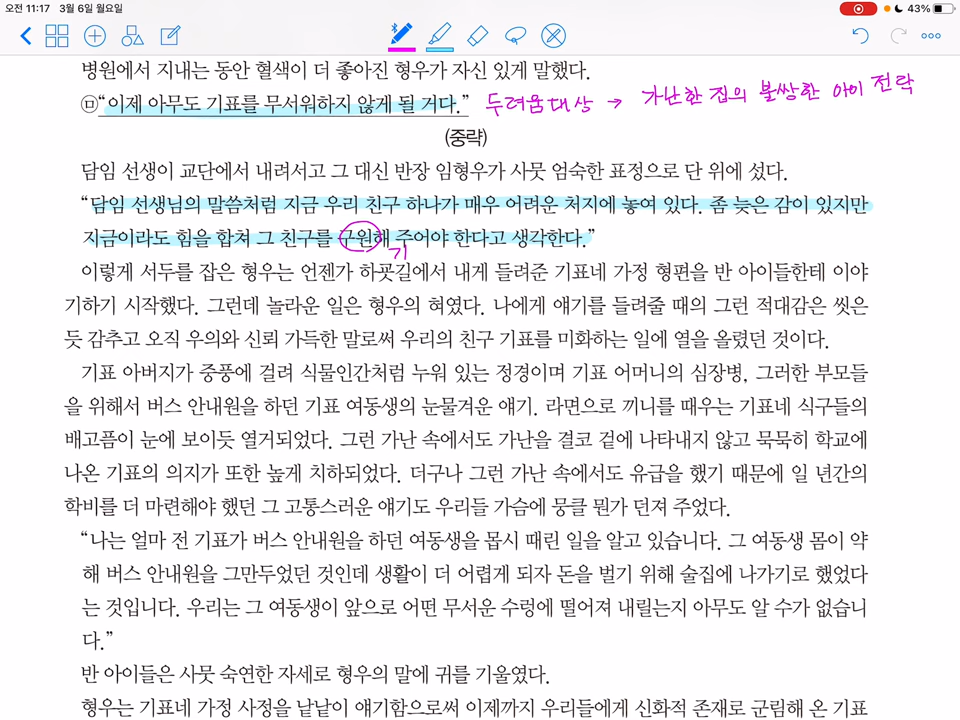 오전 11:17 3월 6일 월요일 43%
병원에서 지내는 동안 혈색이 더 좋아진 형우가 자신 있게 말했다.
㉤“이제 아무도 기표를 무서워하지 않게 될 거다.” 두려움대상 → 가난한 집의 불쌍한 아이 전락
(중략)
담임 선생이 교단에서 내려서고 그 대신 반장 임형우가 사뭇 엄숙한 표정으로 단 위에 섰다.
“담임 선생님의 말씀처럼 지금 우리 친구 하나가 매우 어려운 처지에 놓여 있다. 좀 늦은 감이 있지만
지금이라도 힘을 합쳐 그 친구를 구원해 주어야 한다고 생각한다.”
기
이렇게 서두를 잡은 형우는 언젠가 하굣길에서 내게 들려준 기표네 가정 형편을 반 아이들한테 이야
기하기 시작했다. 그런데 놀라운 일은 형우의 혀였다. 나에게 얘기를 들려줄 때의 그런 적대감은 씻은
듯 감추고 오직 우의와 신뢰 가득한 말로써 우리의 친구 기표를 미화하는 일에 열을 올렸던 것이다.
기표 아버지가 중풍에 걸려 식물인간처럼 누워 있는 정경이며 기표 어머니의 심장병, 그러한 부모들
을 위해서 버스 안내원을 하던 기표 여동생의 눈물겨운 얘기. 라면으로 끼니를 때우는 기표네 식구들의
배고픔이 눈에 보이듯 열거되었다. 그런 가난 속에서도 가난을 결코 겉에 나타내지 않고 묵묵히 학교에
나온 기표의 의지가 또한 높게 치하되었다. 더구나 그런 가난 속에서도 유급을 했기 때문에 일 년간의
학비를 더 마련해야 했던 그 고통스러운 얘기도 우리들 가슴에 뭉클 뭔가 던져 주었다.
“나는 얼마 전 기표가 버스 안내원을 하던 여동생을 몹시 때린 일을 알고 있습니다. 그 여동생 몸이 약
해 버스 안내원을 그만두었던 것인데 생활이 더 어렵게 되자 돈을 벌기 위해 술집에 나가기로 했었다
는 것입니다. 우리는 그 여동생이 앞으로 어떤 무서운 수렁에 떨어져 내릴는지 아무도 알 수가 없습니
다.”
반 아이들은 사뭇 숙연한 자세로 형우의 말에 귀를 기울였다.
형우는 기표네 가정 사정을 낱낱이 얘기함으로써 이제까지 우리들에게 신화적 존재로 군림해 온 기표